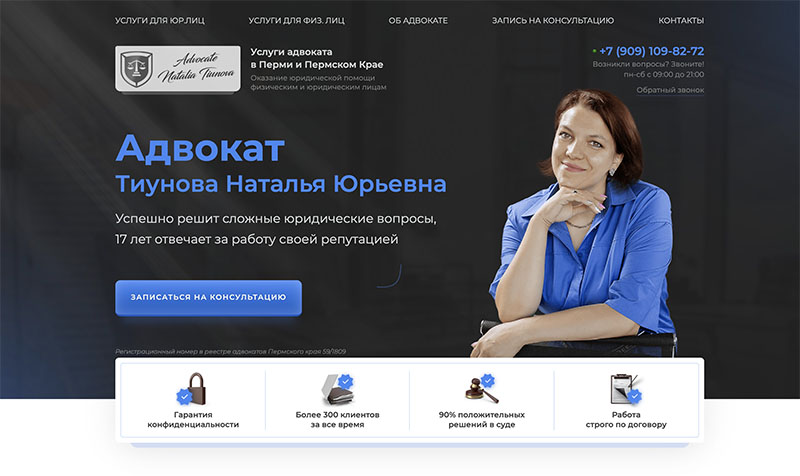 УСЛУГИ ДЛЯ ЮР.ЛИЦ УСЛУГИ ДЛЯ ФИЗ. ЛИЦ ОБ АДВОКАТЕ ЗАПИСЬ НА КОНСУЛЬТАЦИЮ КОНТАКТЫ
Advocate
Natalia Tiunova
Услуги адвоката
в Перми и Пермском Крае
Оказание юридической помощи
физическим и юридическим лицам
+7 (909) 109-82-72
Возникли вопросы? Звоните!
пн-сб с 09:00 до 21:00
Обратный звонок
Адвокат
Тиунова Наталья Юрьевна
Успешно решит сложные юридические вопросы,
17 лет отвечает за работу своей репутацией
ЗАПИСАТЬСЯ НА КОНСУЛЬТАЦИЮ
Регистрационный номер в реестре адвокатов Пермского края 59/1809
Гарантия
конфиденциальности
Более 300 клиентов
за все время
90% положительных
решений в суде
Работа
строго по договору